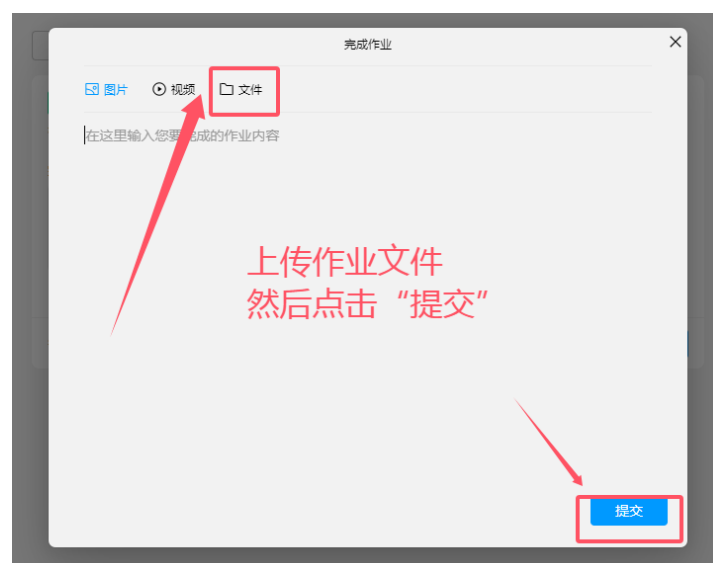 完成作业
图片 视频 文件
在这里输入您要完成的作业内容
上传作业文件
然后点击“提交”
提交